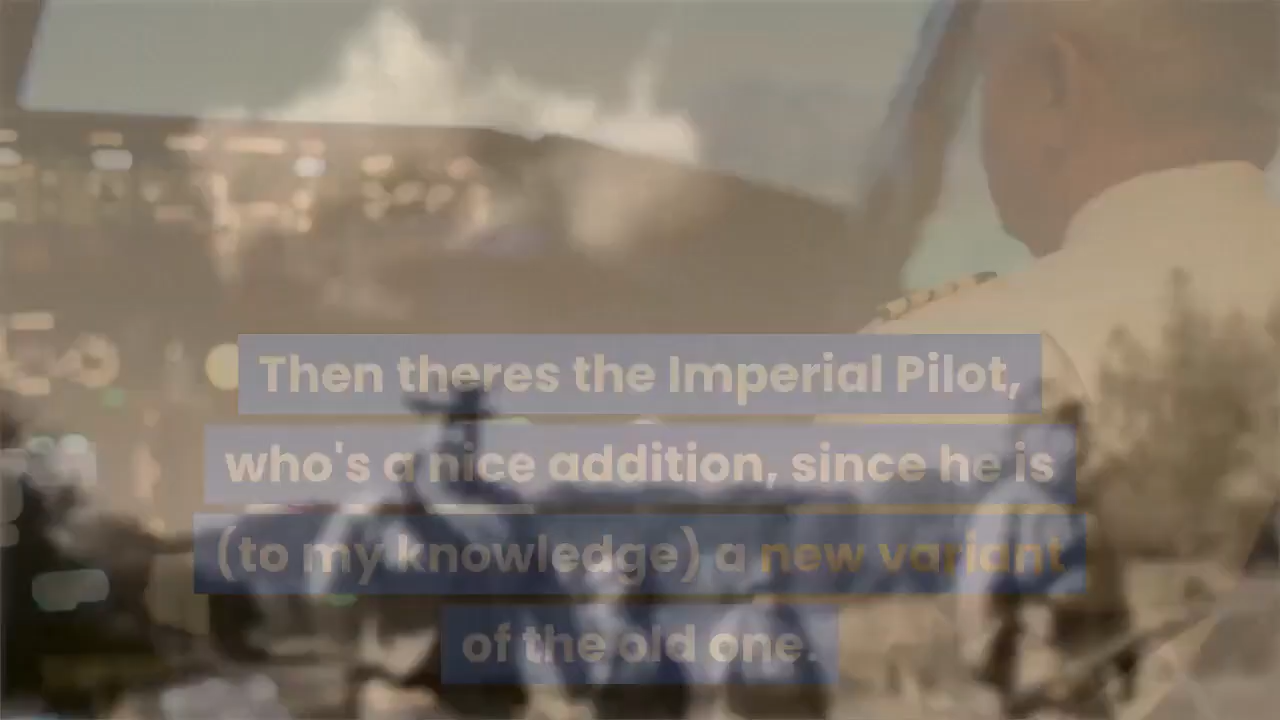 Then theres the Imperial Pilot,
who's a nice addition, since he is
(to my knowledge) a new variant
of the old one.